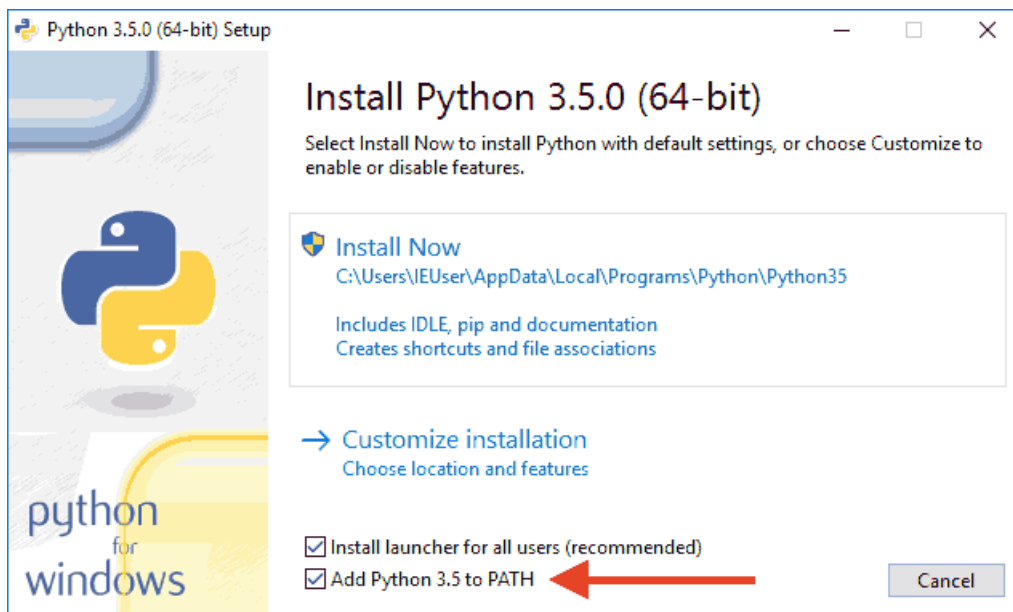 Python 3.5.0 (64-bit) Setup
Install Python 3.5.0 (64-bit)
Select Install Now to install Python with default settings, or choose Customize to
enable or disable features.
Install Now
C:\Users\IEUser\AppData\Local\Programs\Python\Python35
Includes IDLE, pip and documentation
Creates shortcuts and file associations
Customize installation
Choose location and features
python
for
windows
Install launcher for all users (recommended)
Add Python 3.5 to PATH
Cancel